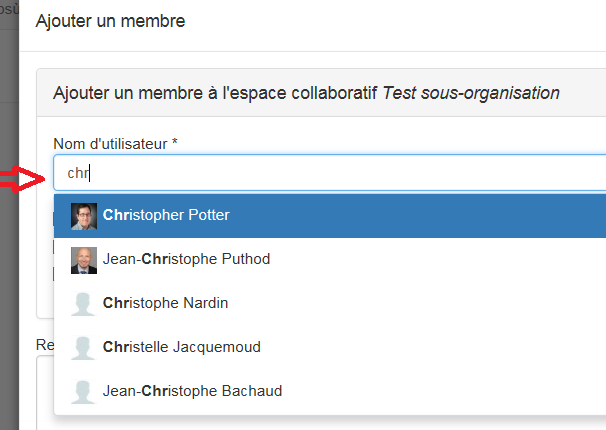 Ajouter un membre
Ajouter un membre à l'espace collaboratif Test sous-organisation
Nom d'utilisateur *
chr
Christopher Potter
Jean-Christophe Puthod
Christophe Nardin
Christelle Jacquemoud
Re
Jean-Christophe Bachaud